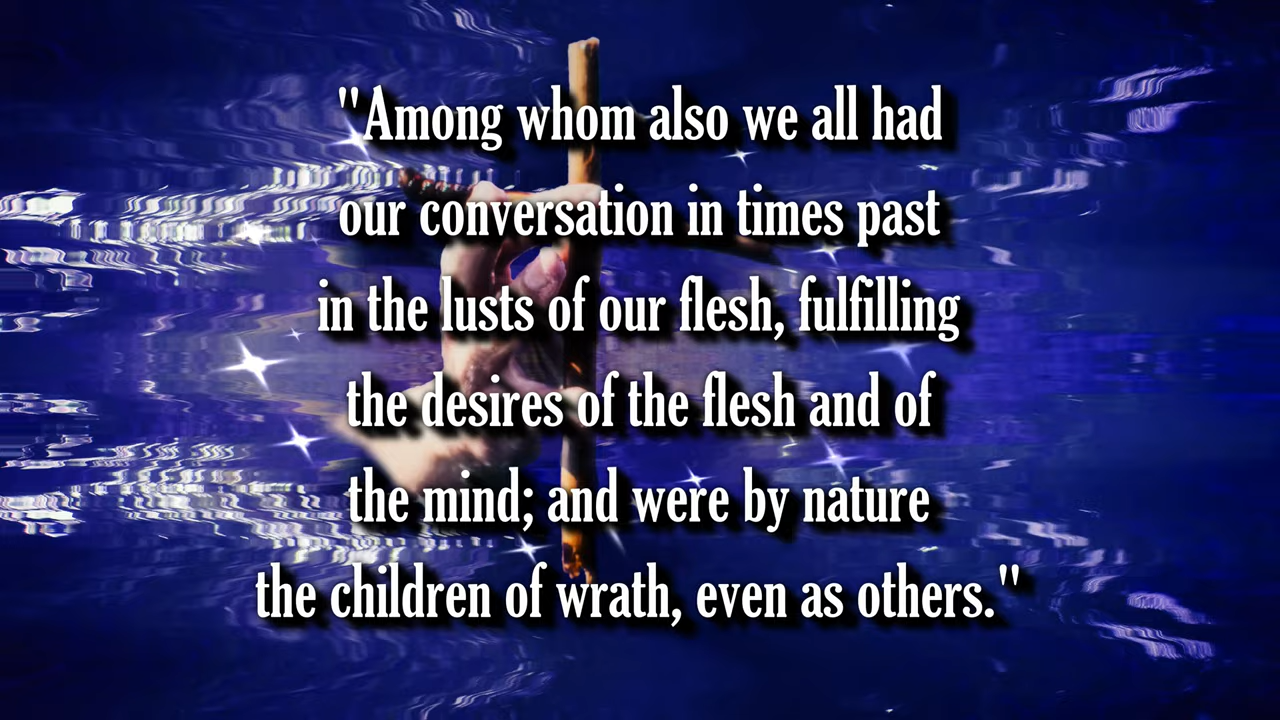 "Among whom also we all had
our conversation in times past
in the lusts of our flesh, fulfilling
the desires of the flesh and of
the mind; and were by nature
the children of wrath, even as others."